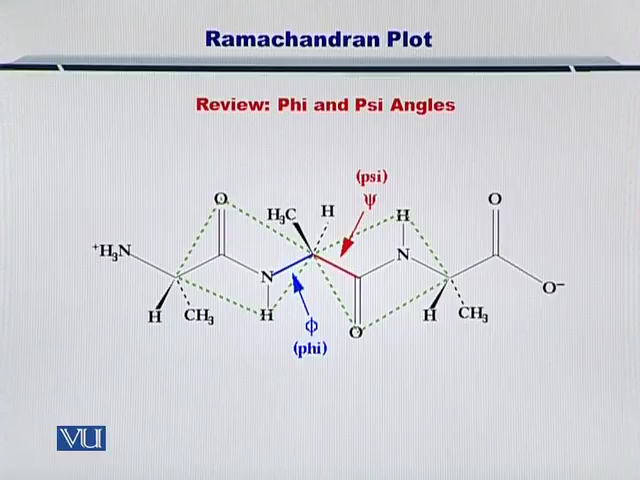 Ramachandran Plot
Review: Phi and Psi Angles
(psi)
ψ
O
H₃C
H
H
O
⁺H₃N
N
N
O⁻
H
CH₃
H
ϕ
(phi)
O
H
CH₃
VU